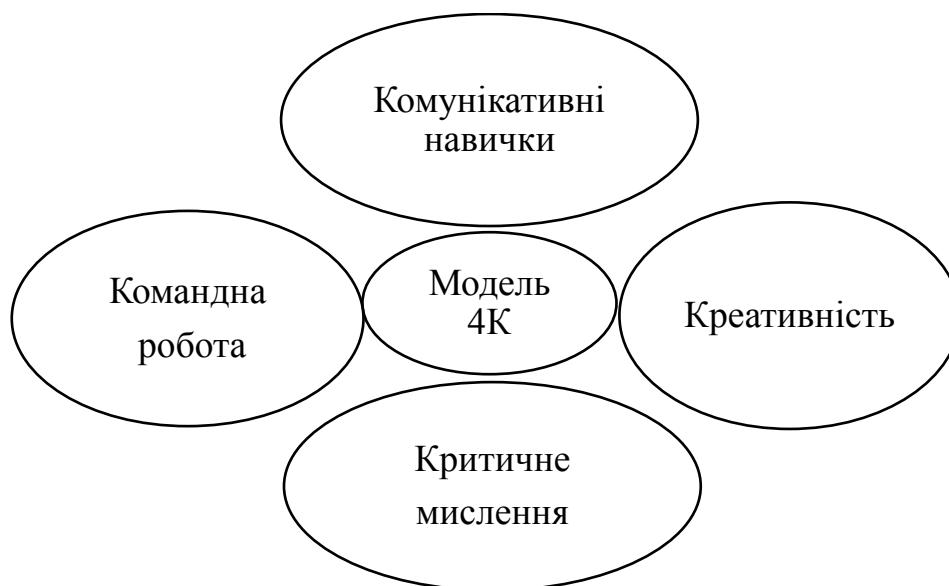 Комунікативні
навички
Командна
робота
Модель
4К
Креативність
Критичне
мислення